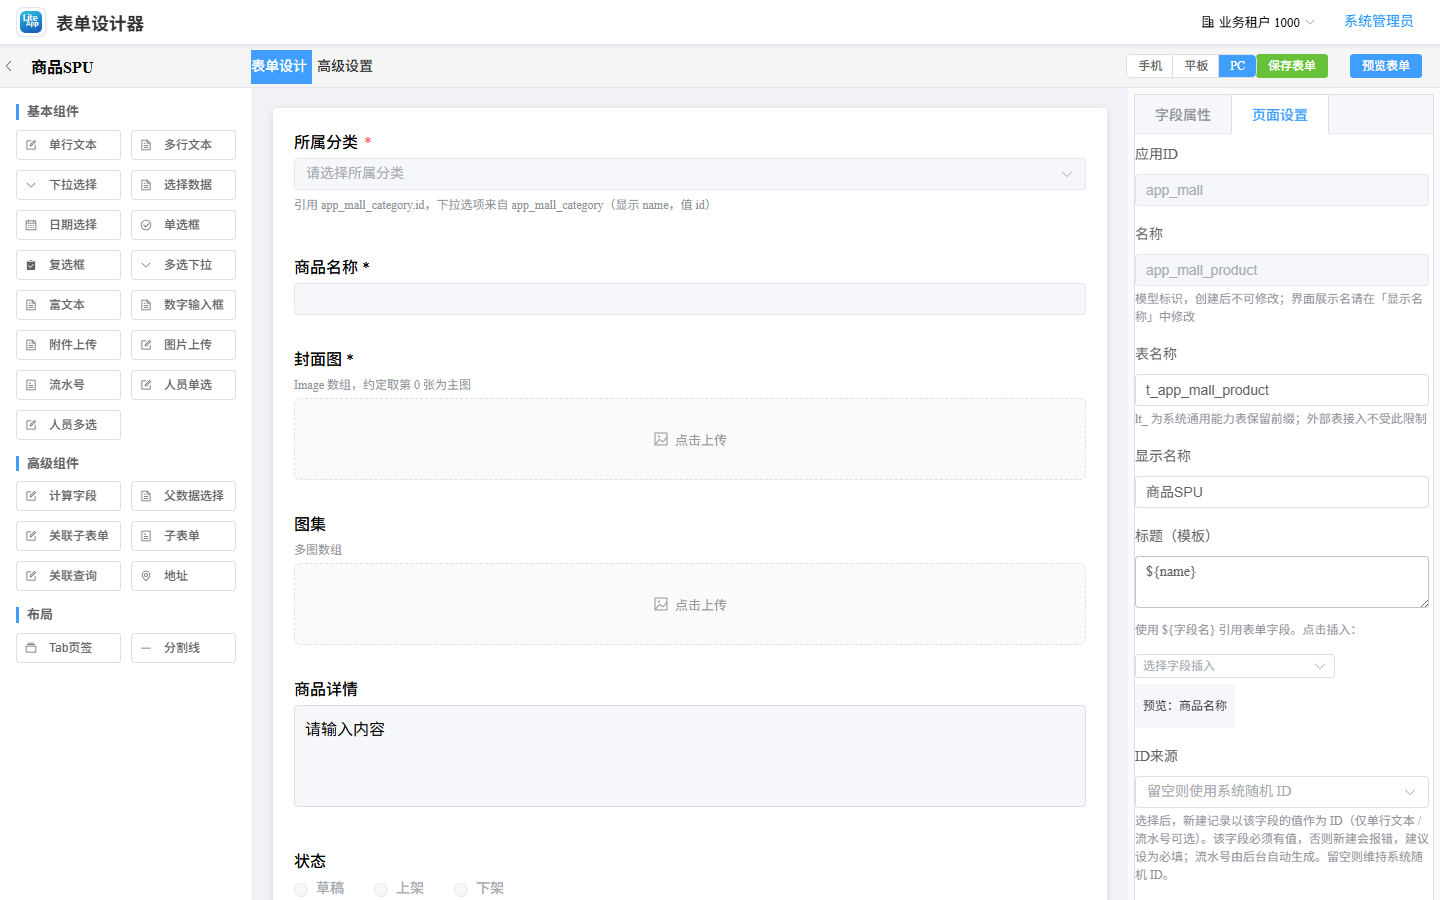 Lite App
表单设计器
业务租户 1000
系统管理员
商品SPU
表单设计
高级设置
手机
平板
PC
保存表单
预览表单
基本组件
单行文本
多行文本
下拉选择
选择数据
日期选择
单选框
复选框
多选下拉
富文本
数字输入框
附件上传
图片上传
流水号
人员单选
人员多选
高级组件
计算字段
父数据选择
关联子表单
子表单
关联查询
地址
布局
Tab页签
分割线
所属分类 *
请选择所属分类
引用 app_mall_category.id，下拉选项来自 app_mall_category（显示 name，值 id）
商品名称 *
封面图 *
Image 数组，约定取第 0 张为主图
点击上传
图集
多图数组
点击上传
商品详情
请输入内容
状态
草稿
上架
下架
字段属性
页面设置
应用ID
app_mall
名称
app_mall_product
模型标识，创建后不可修改；界面展示名请在「显示名
称」中修改
表名称
t_app_mall_product
lt_ 为系统通用能力表保留前缀；外部表接入不受此限制
显示名称
商品SPU
标题（模板）
${name}
使用 ${字段名} 引用表单字段。点击插入：
选择字段插入
预览：商品名称
ID来源
留空则使用系统随机 ID
选择后，新建记录以该字段的值作为 ID（仅单行文本 /
流水号可选）。该字段必须有值，否则新建会报错，建议
设为必填；流水号由后台自动生成。留空则维持系统随
机 ID。